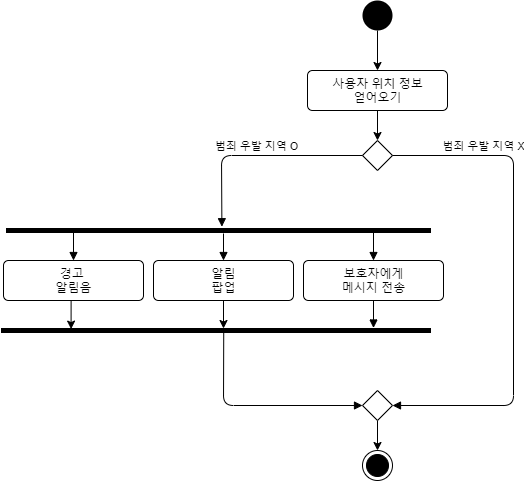 사용자 위치 정보
얻어오기
범죄 우발 지역 O
범죄 우발 지역 X
경고
알림음
알림
팝업
보호자에게
메시지 전송